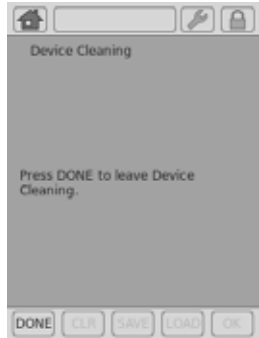 Device Cleaning
Press DONE to leave Device
Cleaning.
DONE CLR SAVE LOAD OK